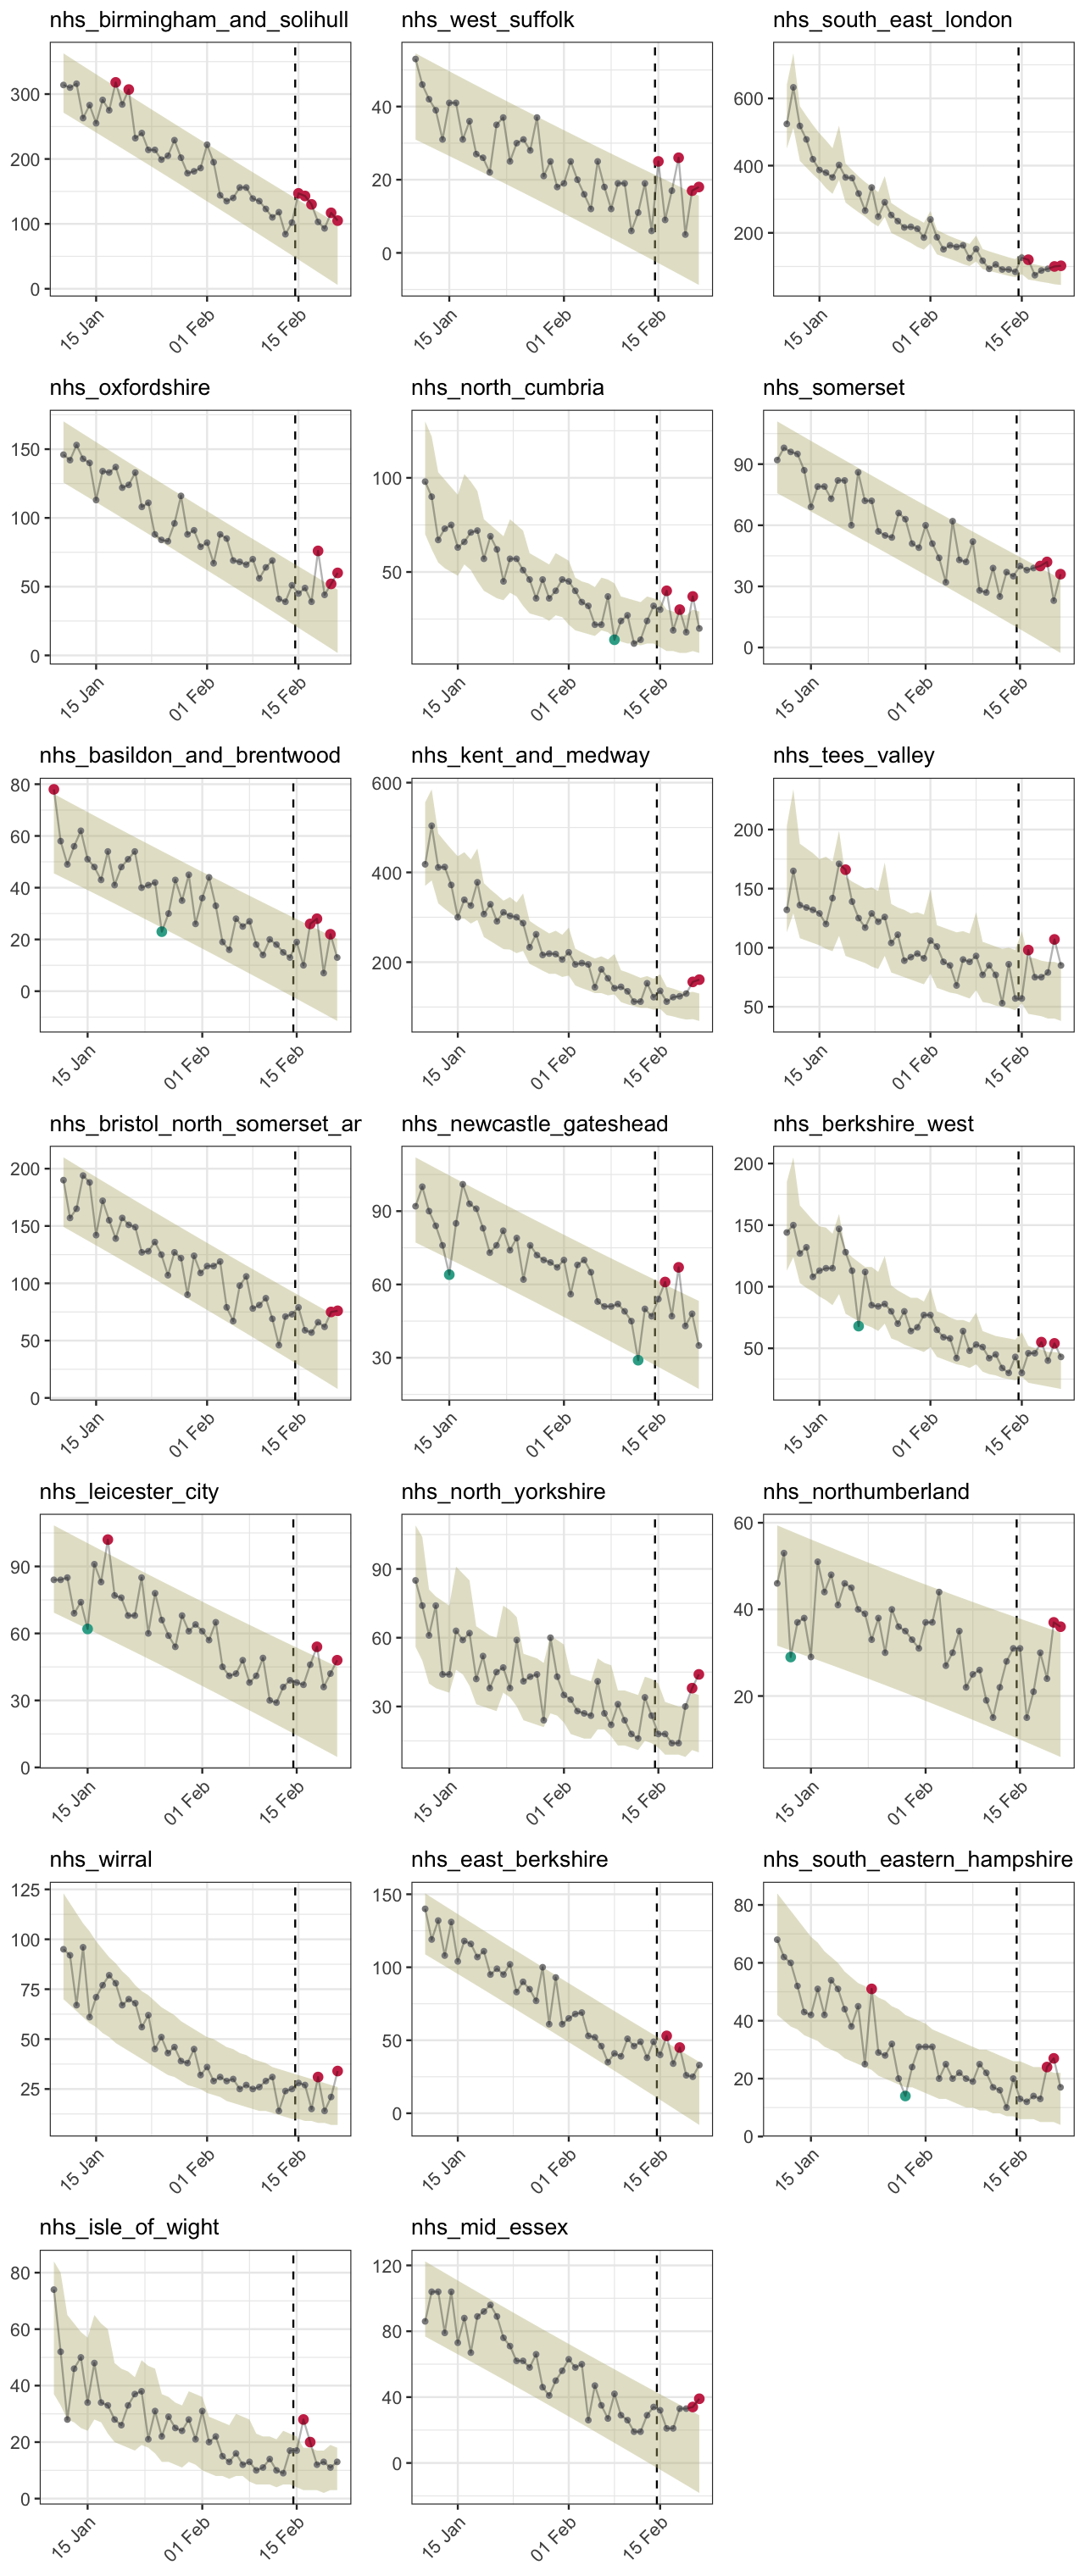 nhs_birmingham_and_solihull
300
200
100
0
15 Jan
01 Feb
15 Feb
nhs_west_suffolk
40
20
0
15 Jan
01 Feb
15 Feb
nhs_south_east_london
600
400
200
15 Jan
01 Feb
15 Feb
nhs_oxfordshire
150
100
50
0
15 Jan
01 Feb
15 Feb
nhs_north_cumbria
100
50
15 Jan
01 Feb
15 Feb
nhs_somerset
90
60
30
0
15 Jan
01 Feb
15 Feb
nhs_basildon_and_brentwood
80
60
40
20
0
15 Jan
01 Feb
15 Feb
nhs_kent_and_medway
600
400
200
15 Jan
01 Feb
15 Feb
nhs_tees_valley
200
150
100
50
15 Jan
01 Feb
15 Feb
nhs_bristol_north_somerset_ar
200
150
100
50
0
15 Jan
01 Feb
15 Feb
nhs_newcastle_gateshead
90
60
30
15 Jan
01 Feb
15 Feb
nhs_berkshire_west
200
150
100
50
15 Jan
01 Feb
15 Feb
nhs_leicester_city
90
60
30
0
15 Jan
01 Feb
15 Feb
nhs_north_yorkshire
90
60
30
15 Jan
01 Feb
15 Feb
nhs_northumberland
60
40
20
15 Jan
01 Feb
15 Feb
nhs_wirral
125
100
75
50
25
15 Jan
01 Feb
15 Feb
nhs_east_berkshire
150
100
50
0
15 Jan
01 Feb
15 Feb
nhs_south_eastern_hampshire
80
60
40
20
0
15 Jan
01 Feb
15 Feb
nhs_isle_of_wight
80
60
40
20
0
15 Jan
01 Feb
15 Feb
nhs_mid_essex
120
80
40
0
15 Jan
01 Feb
15 Feb